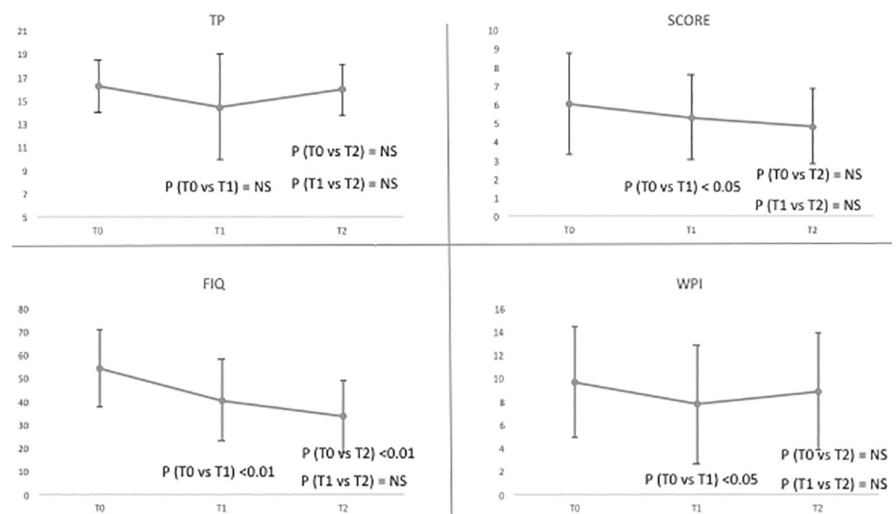 TP
21
19
17
15
13
11
9
7
5
P (T0 vs T2) = NS
P (T0 vs T1) = NS
P (T1 vs T2) = NS
T0
T1
T2
SCORE
10
9
8
7
6
5
4
3
2
1
0
P (T0 vs T2) = NS
P (T0 vs T1) < 0.05
P (T1 vs T2) = NS
T0
T1
T2
FIQ
80
70
60
50
40
30
20
10
0
P (T0 vs T2) <0.01
P (T0 vs T1) <0.01
P (T1 vs T2) = NS
T0
T1
T2
WPI
16
14
12
10
8
6
4
2
0
P (T0 vs T2) = NS
P (T0 vs T1) <0.05
P (T1 vs T2) = NS
T0
T1
T2